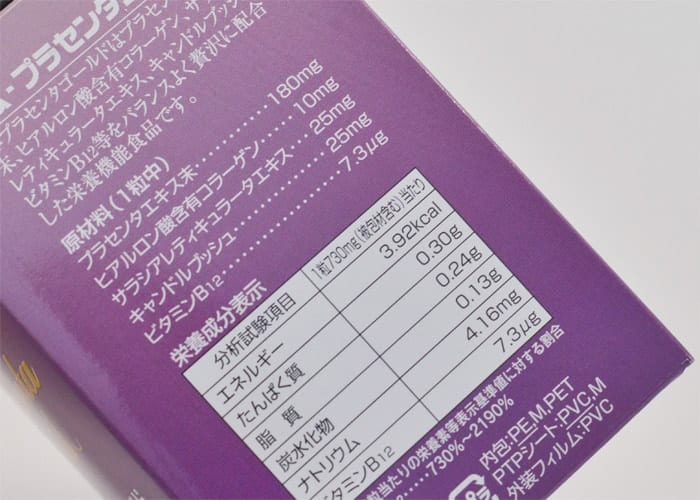 A・プラセンタ
プラセンタゴールドはプラセン
末、ヒアルロン酸含有コラーゲン、サ
レティキュラータエキス、キャンドルブッシ
ビタミンB12等をバランスよく贅沢に配合
した栄養機能食品です。
原材料(1粒中)
プラセンタエキス末…………180mg
ヒアルロン酸含有コラーゲン……10mg
サラシアレティキュラータエキス…25mg
キャンドルブッシュ…………25mg
ビタミンB12…………7.3μg
栄養成分表示
分析試験項目 1粒730mg(被包材含む)当たり
エネルギー 3.92kcal
たんぱく質 0.30g
脂 質 0.24g
炭水化物 0.13g
ナトリウム 4.16mg
ビタミンB12 7.3μg
当たりの栄養素等表示基準値に対する割合
730%~2190%
内包:PE,M,PET
PTPシート:PVC,M
外装フィルム:PVC